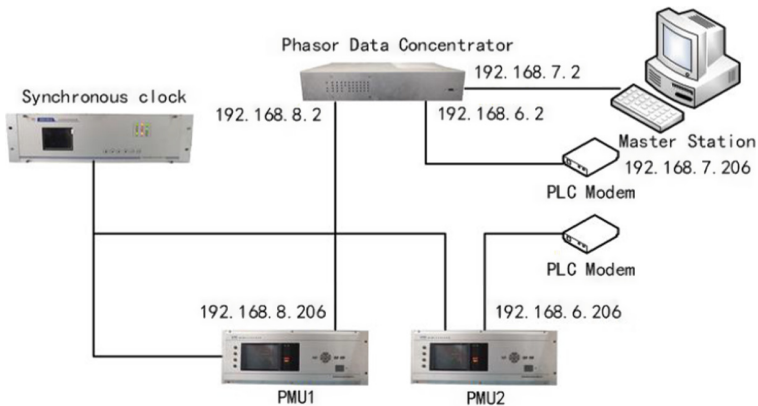 Phasor Data Concentrator
192.168.7.2
Synchronous clock
192.168.8.2
192.168.6.2
Master Station
192.168.7.206
PLC Modem
PLC Modem
192.168.8.206
192.168.6.206
PMU1
PMU2